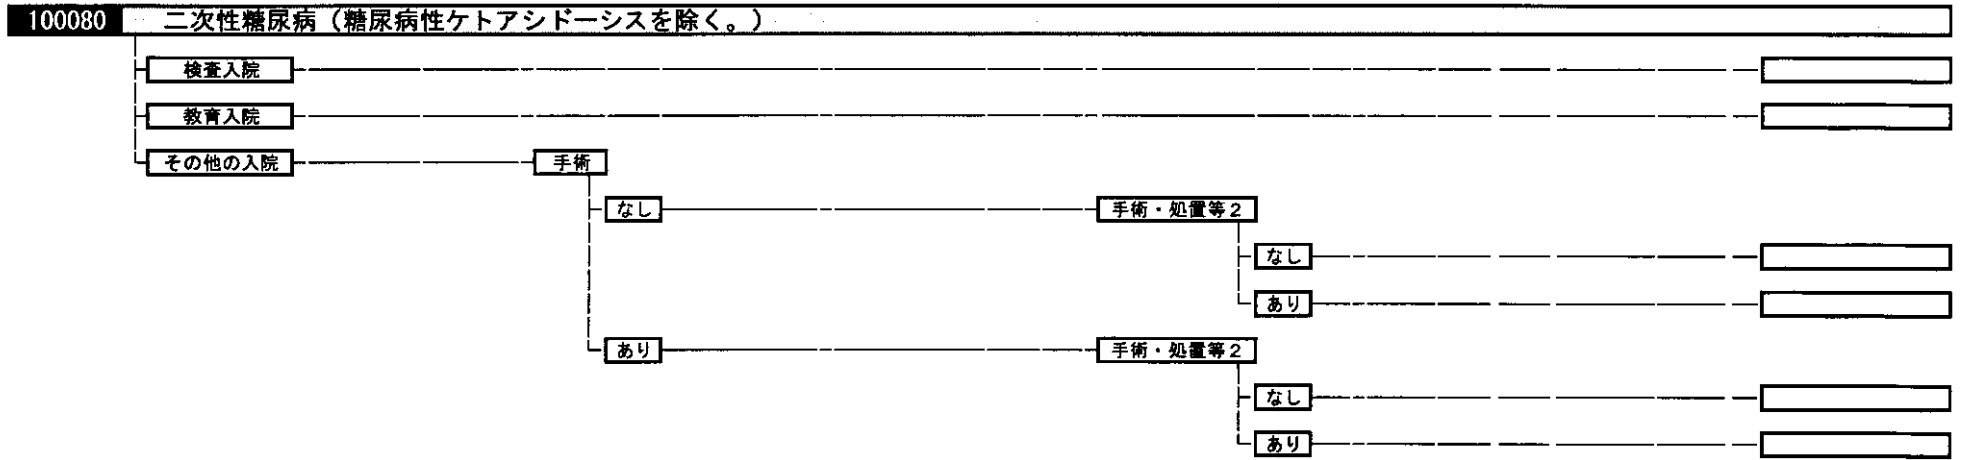 100080 二次性糖尿病（糖尿病性ケトアシドーシスを除く。）
検査入院
教育入院
その他の入院 手術
なし 手術・処置等2
なし
あり
あり 手術・処置等2
なし
あり